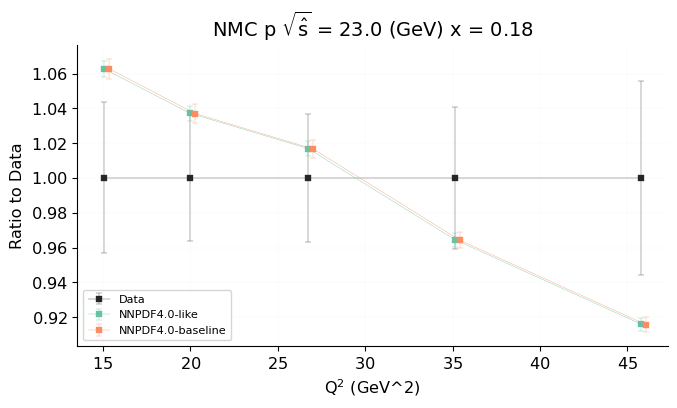 NMC p √ŝ = 23.0 (GeV) x = 0.18
Ratio to Data
1.06
1.04
1.02
1.00
0.98
0.96
0.94
0.92
Data
NNPDF4.0-like
NNPDF4.0-baseline
15 20 25 30 35 40 45
Q² (GeV^2)